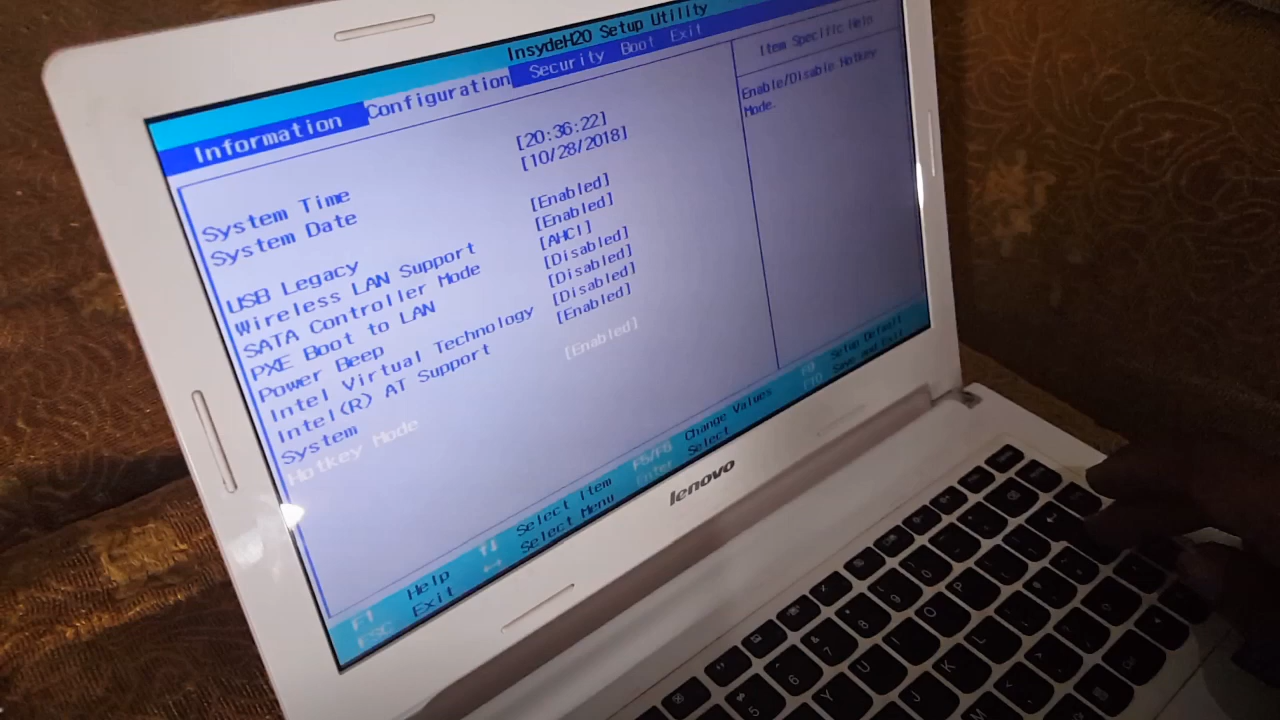 InsydeH2O Setup Utility
Information Configuration Security Boot Exit
Item Specific Help
Enable/Disable Hotkey
Mode.
System Time [20:36:22]
System Date [10/28/2018]
USB Legacy [Enabled]
Wireless LAN Support [Enabled]
SATA Controller Mode [AHCI]
PXE Boot to LAN [Disabled]
Power Beep [Disabled]
Intel Virtual Technology [Disabled]
Intel(R) AT Support [Enabled]
System
Hotkey Mode [Enabled]
F1 Help ↑↓ Select Item F5/F6 Change Values F9 Setup Default
ESC Exit ↔ Select Menu Enter Select F10 Save and Exit
lenovo